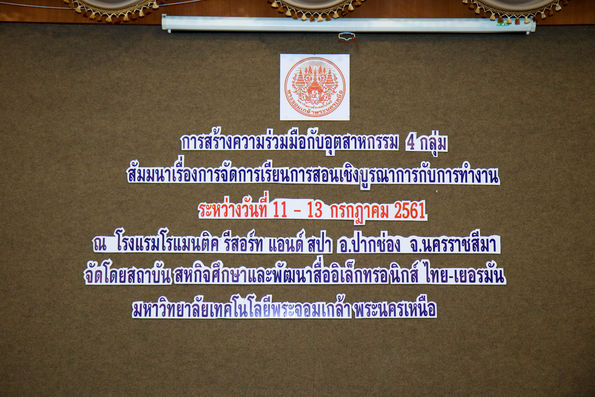 การสร้างความร่วมมือกับอุตสาหกรรม 4 กลุ่ม
สัมมนาเรื่องการจัดการเรียนการสอนเชิงบูรณาการกับการทำงาน
ระหว่างวันที่ 11 - 13 กรกฎาคม 2561
ณ โรงแรมโรแมนติค รีสอร์ท แอนด์ สปา อ.ปากช่อง จ.นครราชสีมา
จัดโดยสถาบัน สหกิจศึกษาและพัฒนาสื่ออิเล็กทรอนิกส์ ไทย-เยอรมัน
มหาวิทยาลัยเทคโนโลยีพระจอมเกล้า พระนครเหนือ